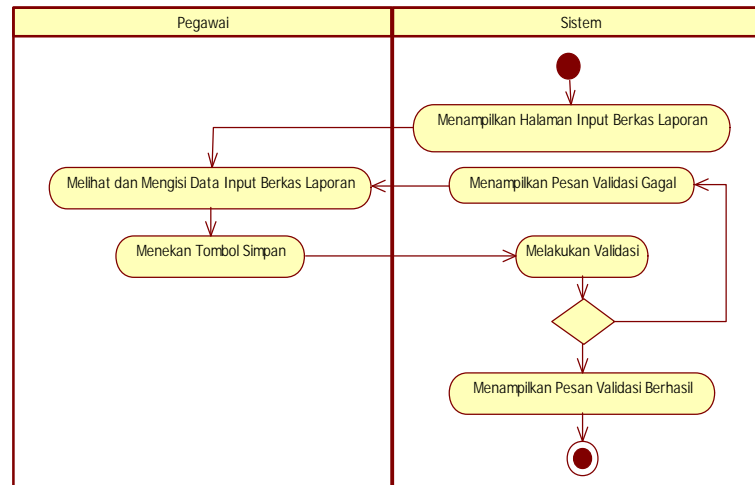 Pegawai
Sistem
Menampilkan Halaman Input Berkas Laporan
Melihat dan Mengisi Data Input Berkas Laporan
Menampilkan Pesan Validasi Gagal
Menekan Tombol Simpan
Melakukan Validasi
Menampilkan Pesan Validasi Berhasil